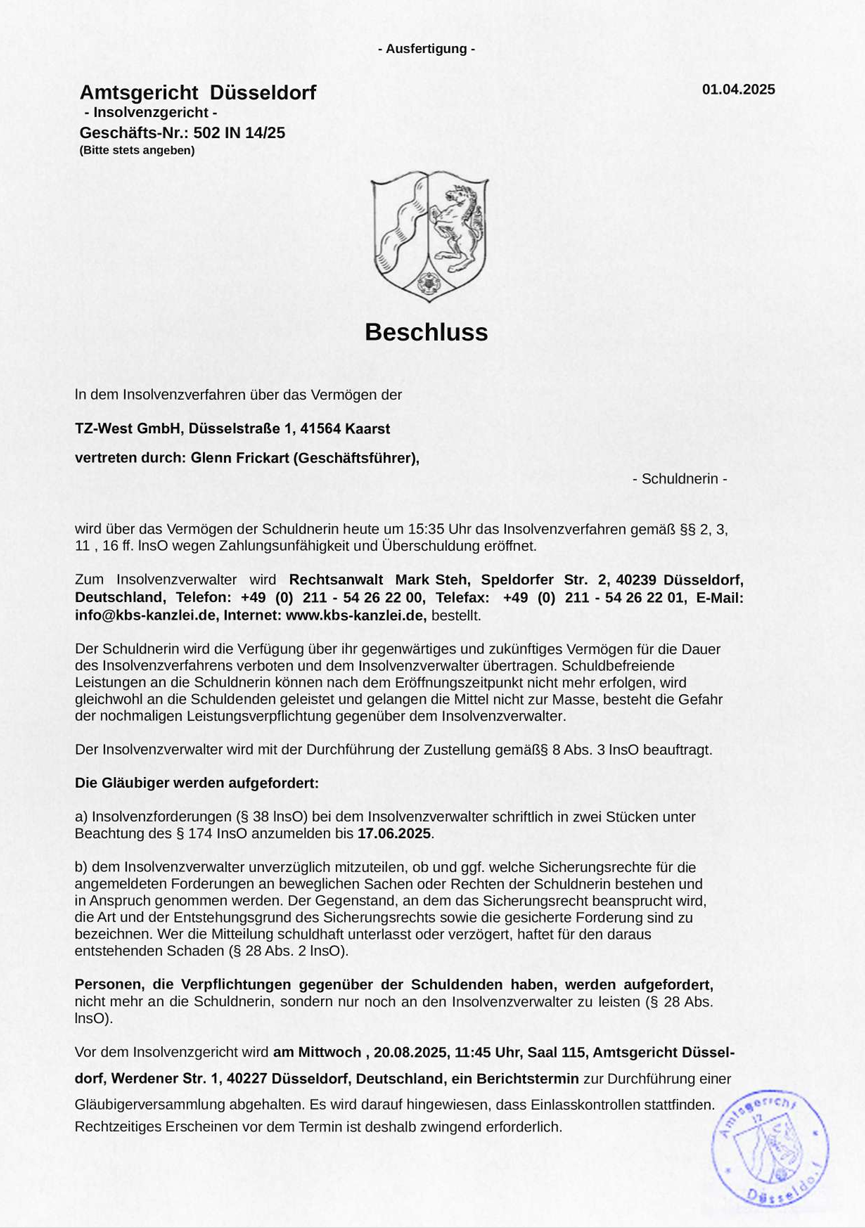 - Ausfertigung -
Amtsgericht Düsseldorf
01.04.2025
- Insolvenzgericht -
Geschäfts-Nr.: 502 IN 14/25
(Bitte stets angeben)
Beschluss
In dem Insolvenzverfahren über das Vermögen der
TZ-West GmbH, Düsselstraße 1, 41564 Kaarst
vertreten durch: Glenn Frickart (Geschäftsführer),
- Schuldnerin -
wird über das Vermögen der Schuldnerin heute um 15:35 Uhr das Insolvenzverfahren gemäß §§ 2, 3,
11 , 16 ff. InsO wegen Zahlungsunfähigkeit und Überschuldung eröffnet.
Zum Insolvenzverwalter wird Rechtsanwalt Mark Steh, Speldorfer Str. 2, 40239 Düsseldorf,
Deutschland, Telefon: +49 (0) 211 - 54 26 22 00, Telefax: +49 (0) 211 - 54 26 22 01, E-Mail:
info@kbs-kanzlei.de, Internet: www.kbs-kanzlei.de, bestellt.
Der Schuldnerin wird die Verfügung über ihr gegenwärtiges und zukünftiges Vermögen für die Dauer
des Insolvenzverfahrens verboten und dem Insolvenzverwalter übertragen. Schuldbefreiende
Leistungen an die Schuldnerin können nach dem Eröffnungszeitpunkt nicht mehr erfolgen, wird
gleichwohl an die Schuldenden geleistet und gelangen die Mittel nicht zur Masse, besteht die Gefahr
der nochmaligen Leistungsverpflichtung gegenüber dem Insolvenzverwalter.
Der Insolvenzverwalter wird mit der Durchführung der Zustellung gemäß§ 8 Abs. 3 InsO beauftragt.
Die Gläubiger werden aufgefordert:
a) Insolvenzforderungen (§ 38 InsO) bei dem Insolvenzverwalter schriftlich in zwei Stücken unter
Beachtung des § 174 InsO anzumelden bis 17.06.2025.
b) dem Insolvenzverwalter unverzüglich mitzuteilen, ob und ggf. welche Sicherungsrechte für die
angemeldeten Forderungen an beweglichen Sachen oder Rechten der Schuldnerin bestehen und
in Anspruch genommen werden. Der Gegenstand, an dem das Sicherungsrecht beansprucht wird,
die Art und der Entstehungsgrund des Sicherungsrechts sowie die gesicherte Forderung sind zu
bezeichnen. Wer die Mitteilung schuldhaft unterlasst oder verzögert, haftet für den daraus
entstehenden Schaden (§ 28 Abs. 2 InsO).
Personen, die Verpflichtungen gegenüber der Schuldenden haben, werden aufgefordert,
nicht mehr an die Schuldnerin, sondern nur noch an den Insolvenzverwalter zu leisten (§ 28 Abs.
InsO).
Vor dem Insolvenzgericht wird am Mittwoch , 20.08.2025, 11:45 Uhr, Saal 115, Amtsgericht Düssel-
dorf, Werdener Str. 1, 40227 Düsseldorf, Deutschland, ein Berichtstermin zur Durchführung einer
Gläubigerversammlung abgehalten. Es wird darauf hingewiesen, dass Einlasskontrollen stattfinden.
Rechtzeitiges Erscheinen vor dem Termin ist deshalb zwingend erforderlich.
Amtsgericht
12